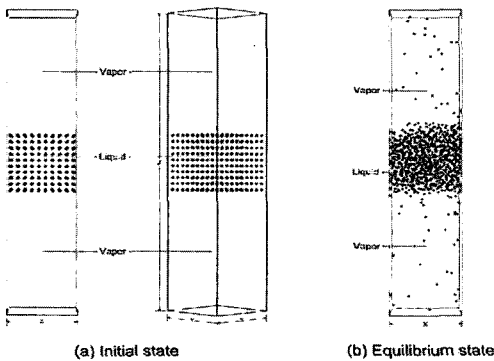 Vapor
Vapor
Liquid
Liquid
Vapor
Vapor
(a) Initial state
(b) Equilibrium state